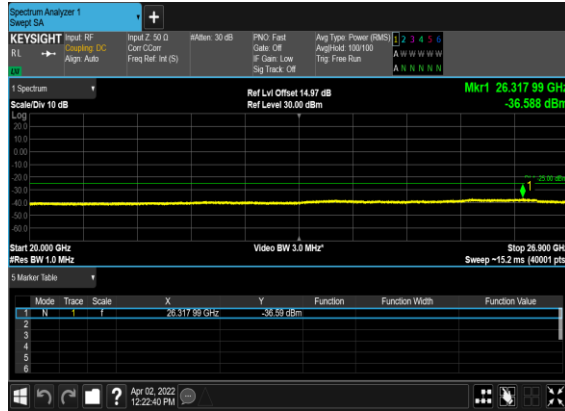 Spectrum Analyzer 1
Swept SA
KEYSIGHT Input: RF Input Z: 50 Ω #Atten: 30 dB PNO: Fast Avg Type: Power (RMS) 1 2 3 4 5 6
RL Coupling: DC Corr CCorr Gate: Off Avg|Hold: 100/100 A W W W W W
Align: Auto Freq Ref: Int (S) IF Gain: Low Trig: Free Run
Sig Track: Off A N N N N N
1 Spectrum Ref Lvl Offset 14.97 dB Mkr1 26.317 99 GHz
Scale/Div 10 dB Ref Level 30.00 dBm -36.588 dBm
Log
20.0
10.0
0.00
-10.0
-20.0
-25.00 dBm
-30.0
1
-40.0
-50.0
-60.0
Start 20.000 GHz Video BW 3.0 MHz* Stop 26.900 GHz
#Res BW 1.0 MHz Sweep ~15.2 ms (40001 pts)
5 Marker Table
Mode Trace Scale X Y Function Function Width Function Value
1 N 1 f 26.317 99 GHz -36.59 dBm
2
3
4
5
6
? Apr 02, 2022
12:22:40 PM